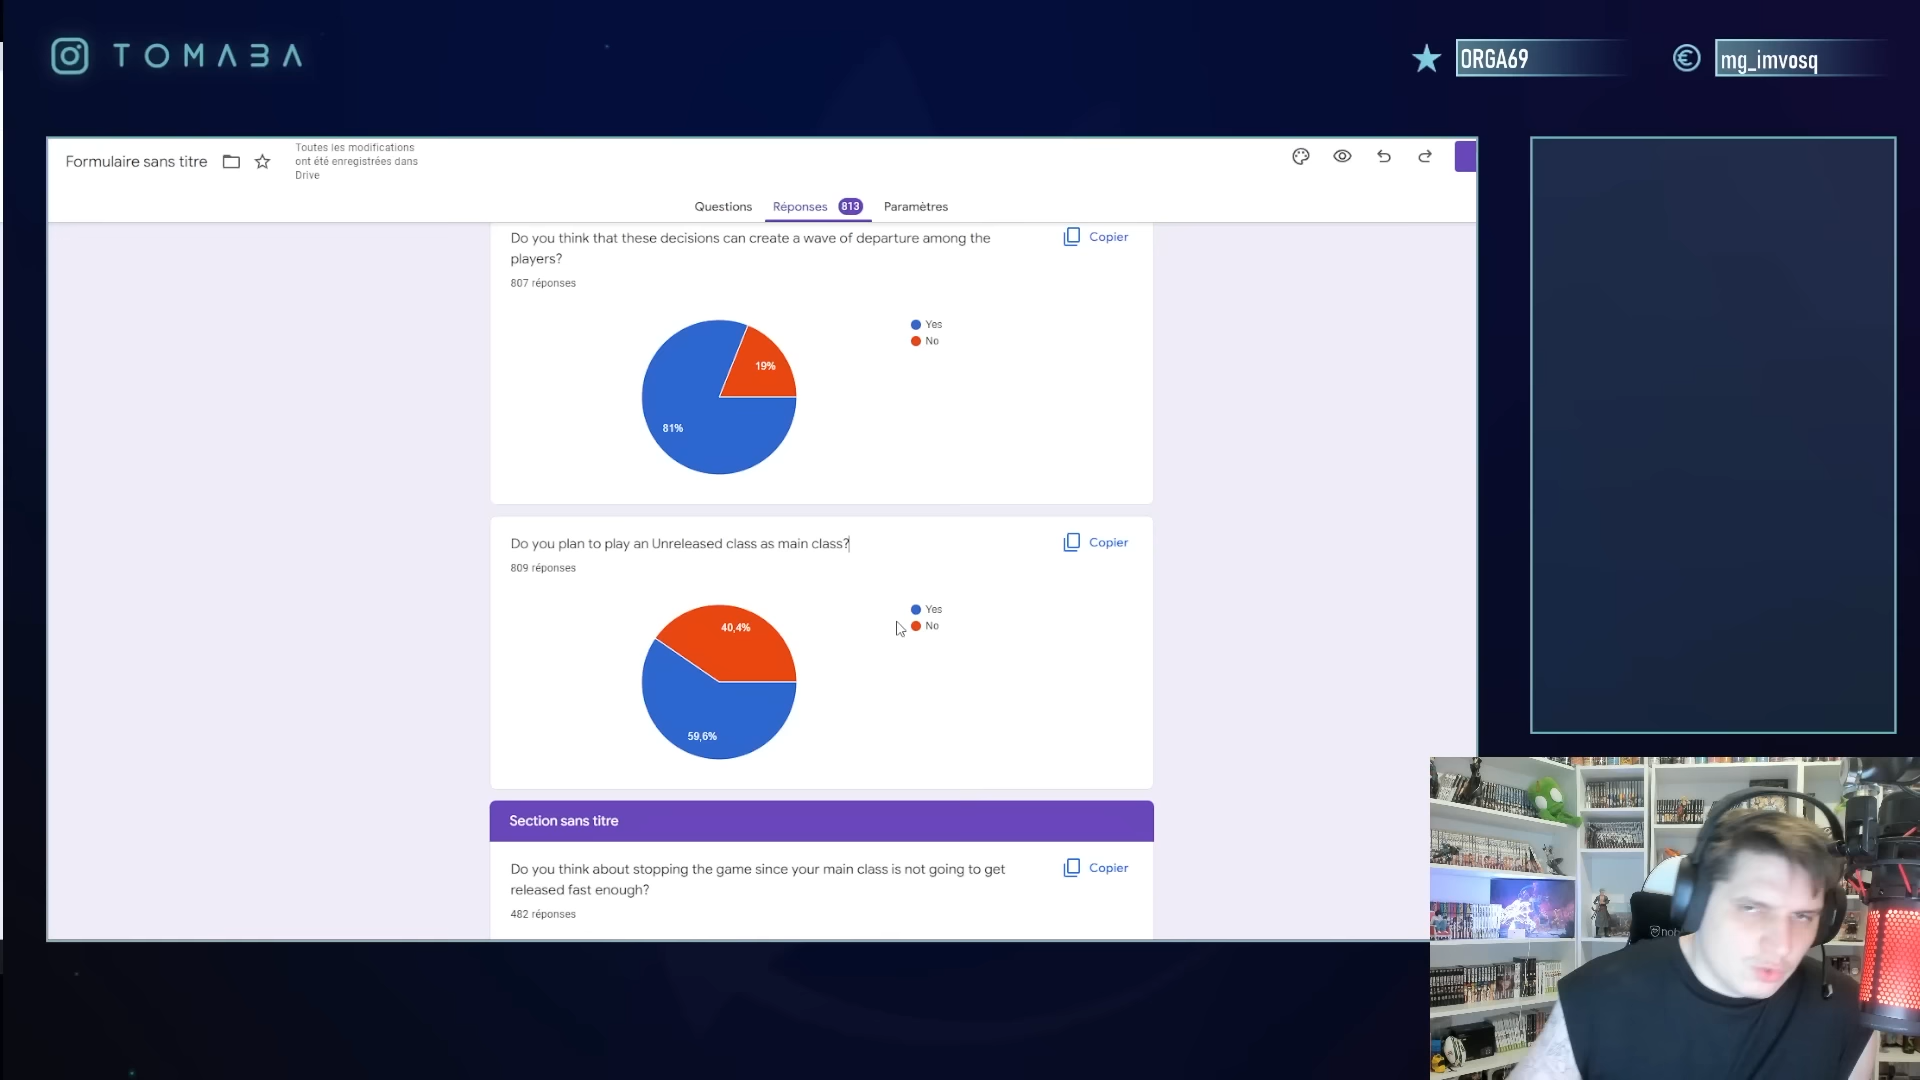 TOMABA
ORGA69
mg_imvosq
Formulaire sans titre
Toutes les modifications
ont été enregistrées dans
Drive
Questions
Réponses 813
Paramètres
Do you think that these decisions can create a wave of departure among the
players?
Copier
807 réponses
Yes
No
19%
81%
Do you plan to play an Unreleased class as main class?
Copier
809 réponses
Yes
No
40,4%
59,6%
Section sans titre
Do you think about stopping the game since your main class is not going to get
released fast enough?
Copier
482 réponses